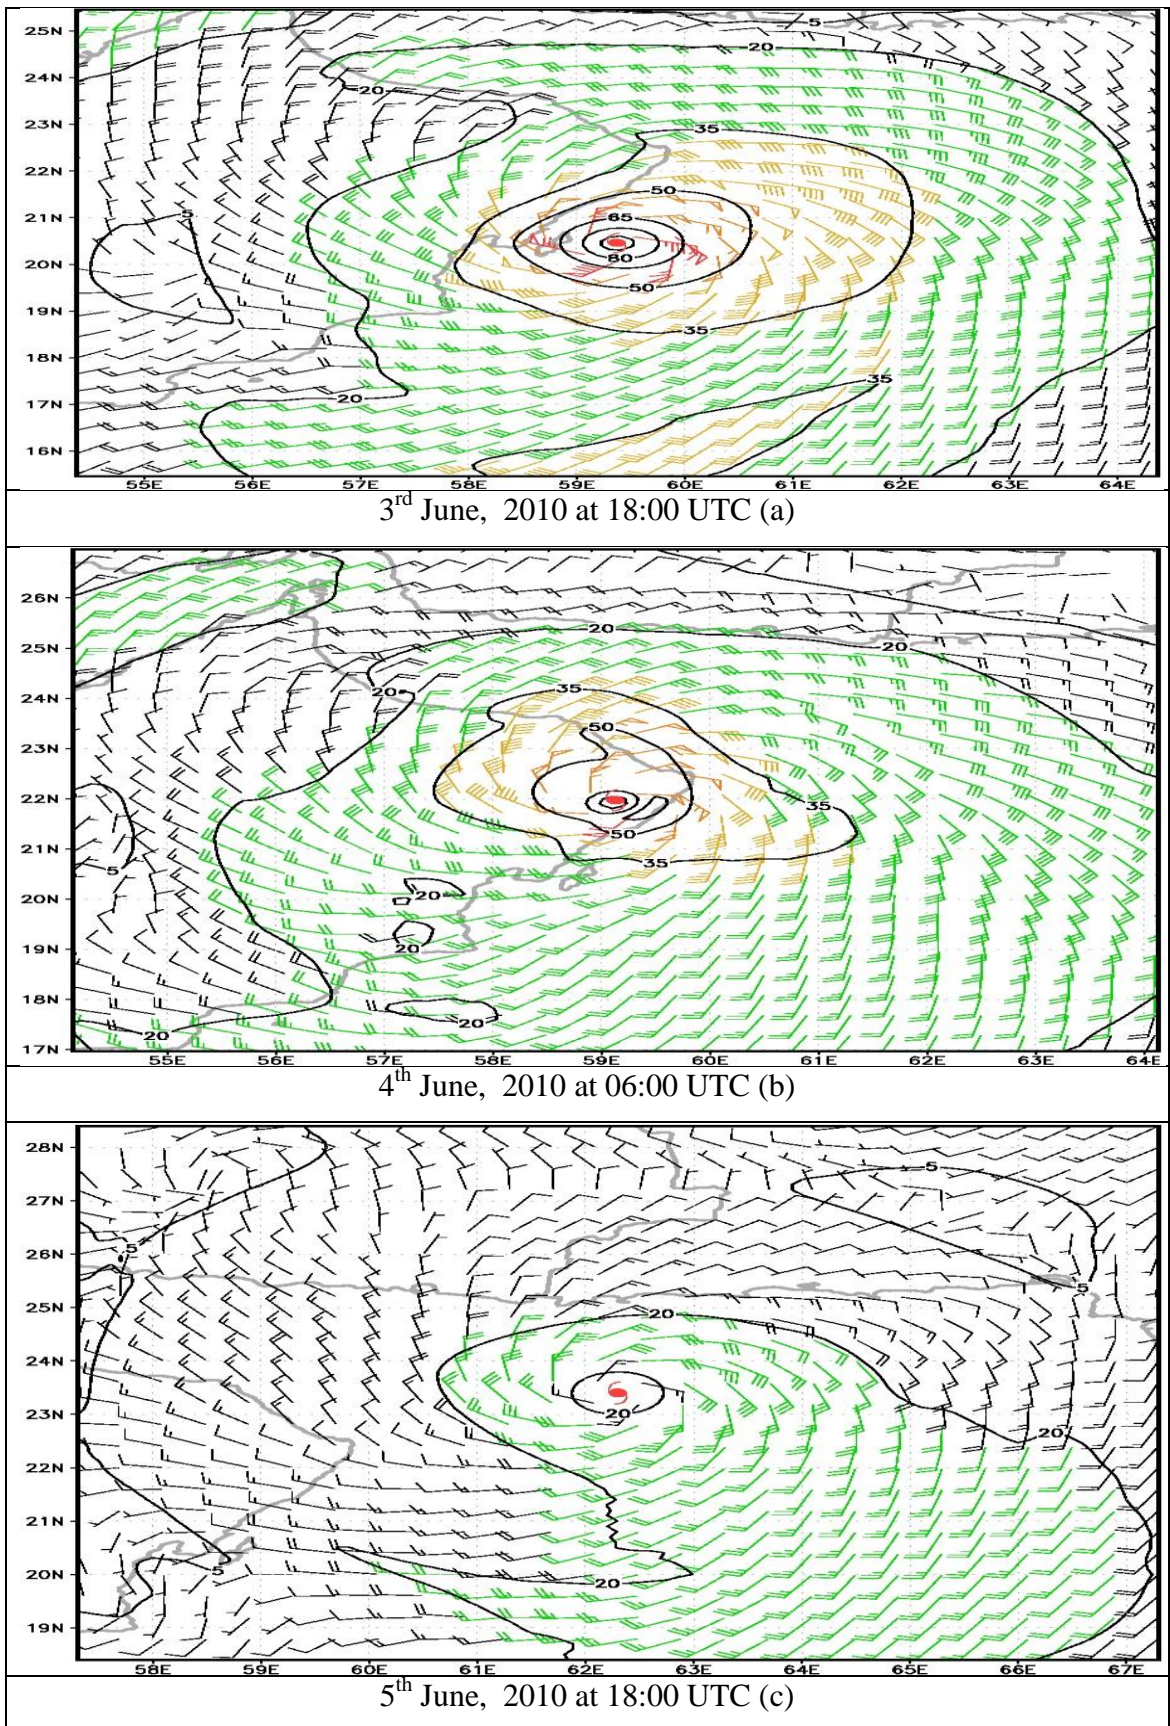 25N
24N
23N
22N
21N
20N
19N
18N
17N
16N
5
20
20
35
5
50
65
80
50
35
35
20
55E 56E 57E 58E 59E 60E 61E 62E 63E 64E
3rd June, 2010 at 18:00 UTC (a)
26N
25N
24N
23N
22N
21N
20N
19N
18N
17N
20
20
20
35
50
35
50
35
5
20
20
20
20
55E 56E 57E 58E 59E 60E 61E 62E 63E 64E
4th June, 2010 at 06:00 UTC (b)
28N
27N
26N
25N
24N
23N
22N
21N
20N
19N
5
5
5
20
20
20
5
20
58E 59E 60E 61E 62E 63E 64E 65E 66E 67E
5th June, 2010 at 18:00 UTC (c)